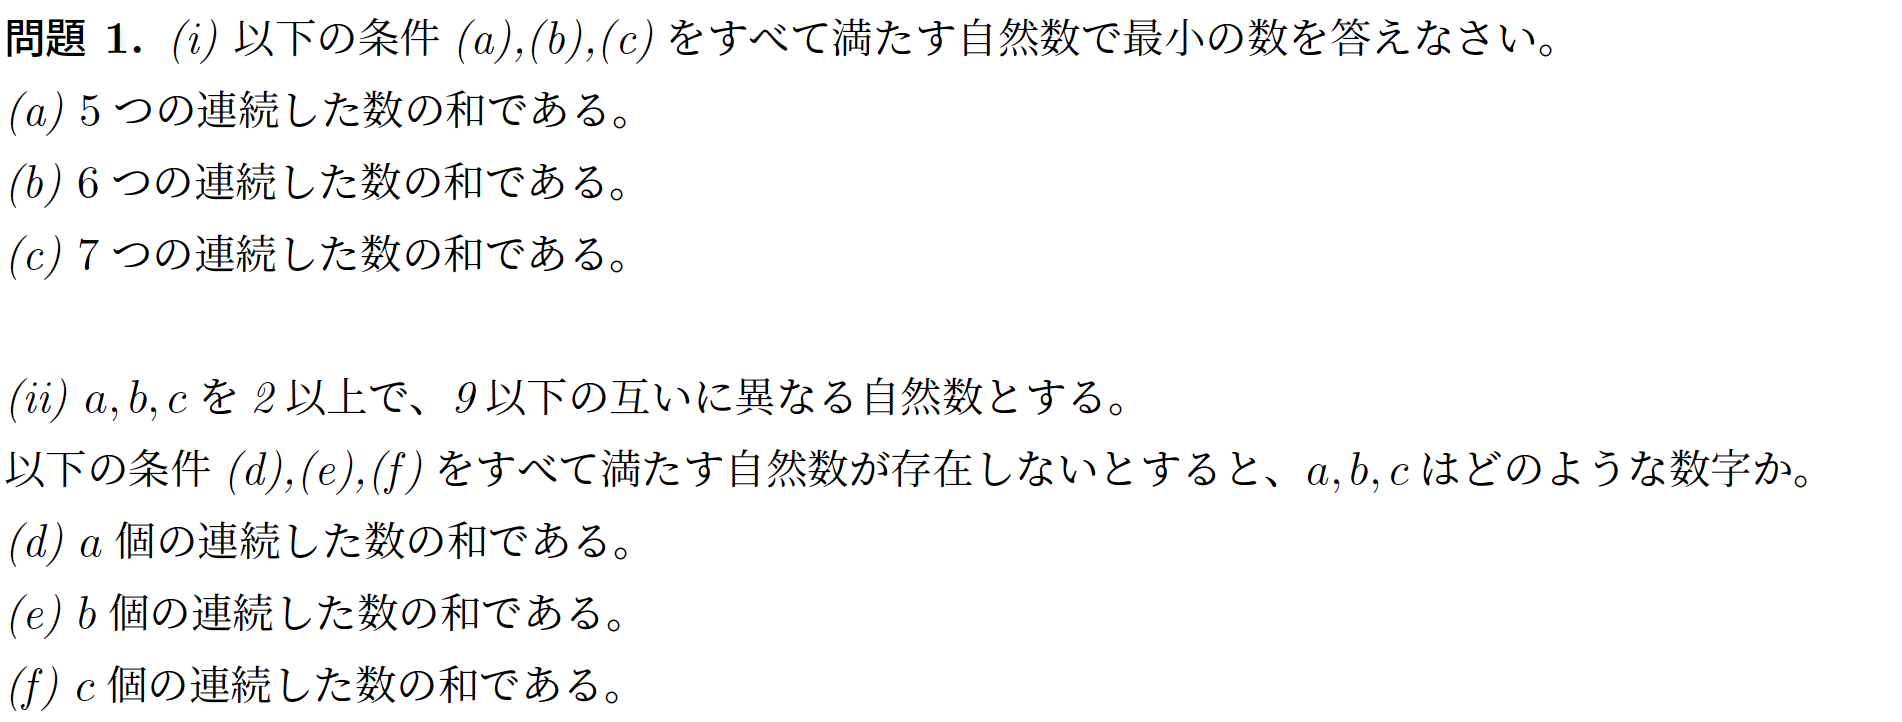 問題 1. (i) 以下の条件 (a),(b),(c) をすべて満たす自然数で最小の数を答えなさい。
(a) 5 つの連続した数の和である。
(b) 6 つの連続した数の和である。
(c) 7 つの連続した数の和である。
(ii) a, b, c を 2 以上で、9 以下の互いに異なる自然数とする。
以下の条件 (d),(e),(f) をすべて満たす自然数が存在しないとすると、a, b, c はどのような数字か。
(d) a 個の連続した数の和である。
(e) b 個の連続した数の和である。
(f) c 個の連続した数の和である。